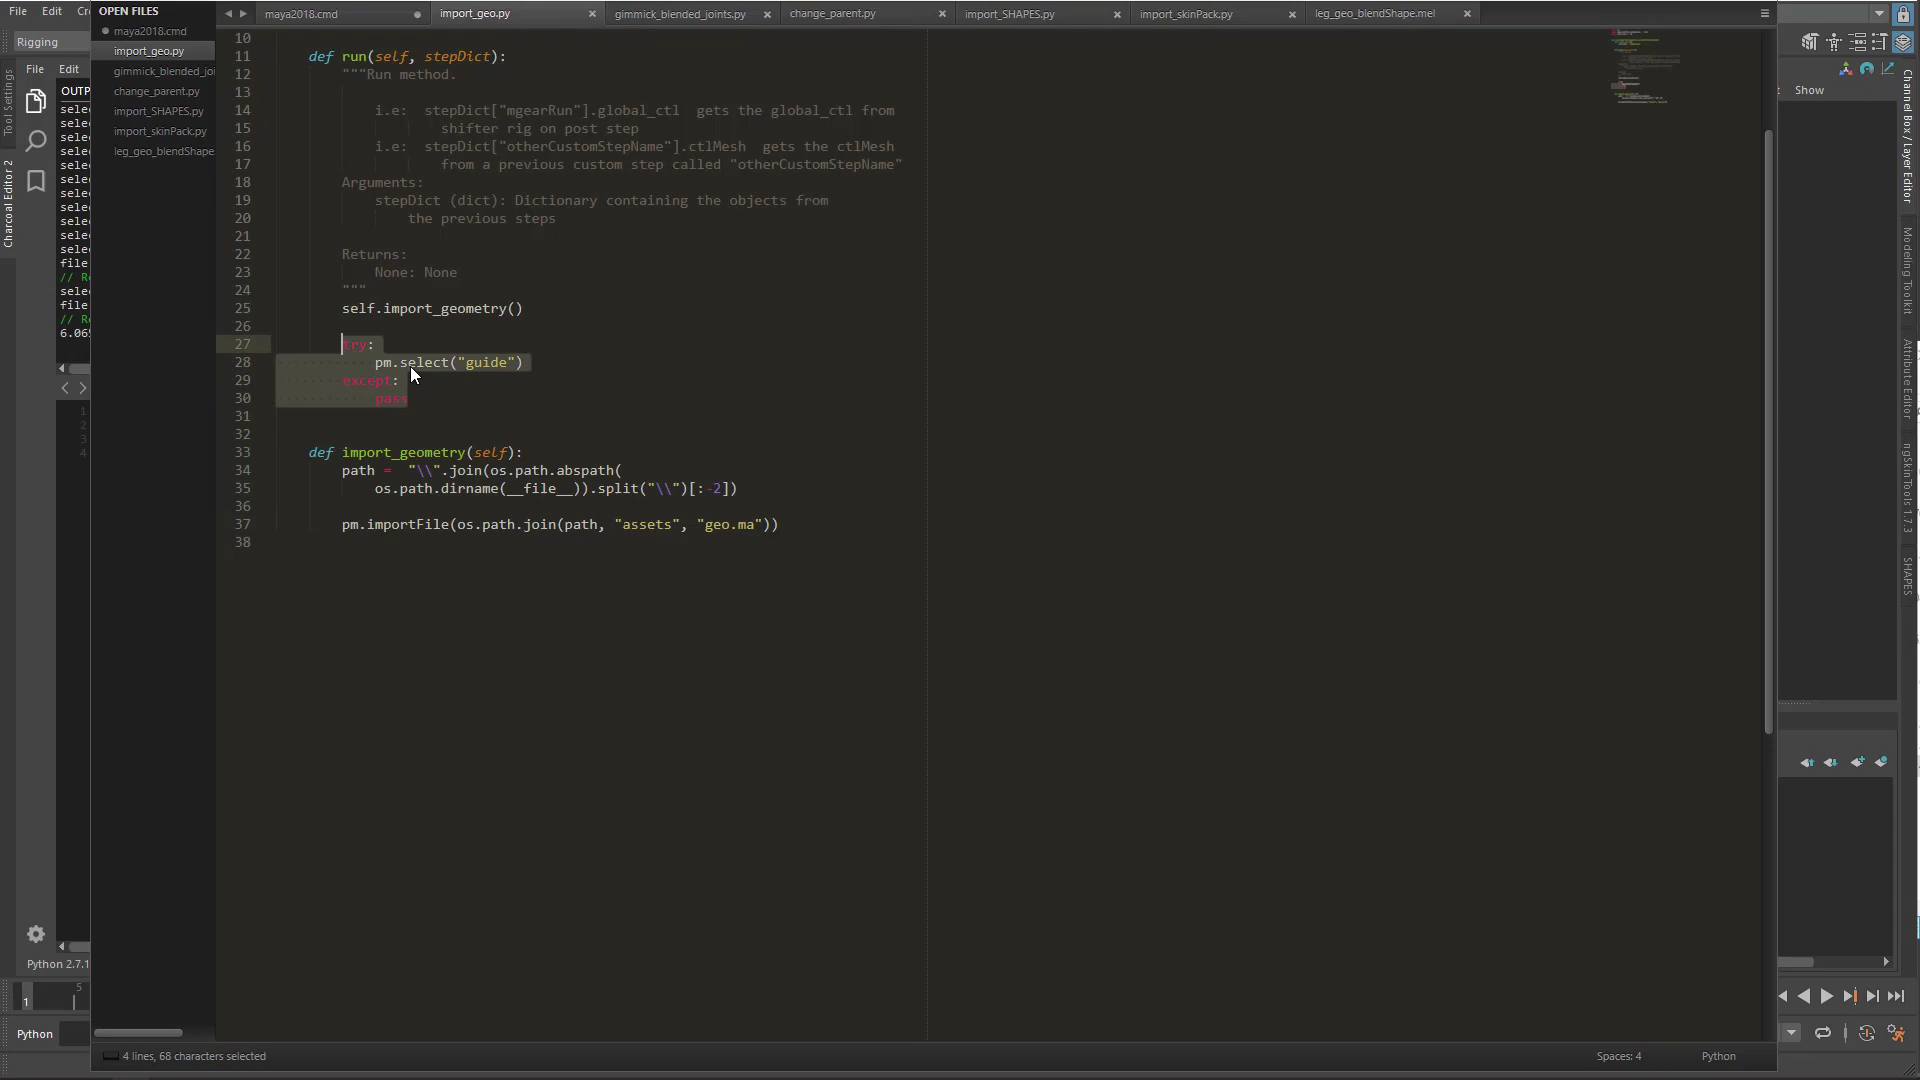 File Edit Cr
Rigging
File Edit
OUTP
Tool Settings
Charcoal Editor 2
sele
sele
sele
sele
sele
sele
sele
sele
sele
sele
sele
file
// Re
sele
file
// Re
6.065
1
2
3
4
Python 2.7.1
5
1
Python
OPEN FILES
maya2018.cmd
import_geo.py
gimmick_blended_joi
change_parent.py
import_SHAPES.py
import_skinPack.py
leg_geo_blendShape
maya2018.cmd import_geo.py gimmick_blended_joints.py change_parent.py import_SHAPES.py import_skinPack.py leg_geo_blendShape.mel
10
11 def run(self, stepDict):
12 """Run method.
13
14 i.e: stepDict["mgearRun"].global_ctl gets the global_ctl from
15 shifter rig on post step
16 i.e: stepDict["otherCustomStepName"].ctlMesh gets the ctlMesh
17 from a previous custom step called "otherCustomStepName"
18 Arguments:
19 stepDict (dict): Dictionary containing the objects from
20 the previous steps
21
22 Returns:
23 None: None
24 """
25 self.import_geometry()
26
27 try:
28 pm.select("guide")
29 except:
30 pass
31
32
33 def import_geometry(self):
34 path = "\\".join(os.path.abspath(
35 os.path.dirname(__file__)).split("\\")[:-2])
36
37 pm.importFile(os.path.join(path, "assets", "geo.ma"))
38
4 lines, 68 characters selected
Spaces: 4
Python
Show
Channel Box / Layer Editor
Modeling Toolkit
Attribute Editor
ngSkinTools 1.7.3
SHAPES